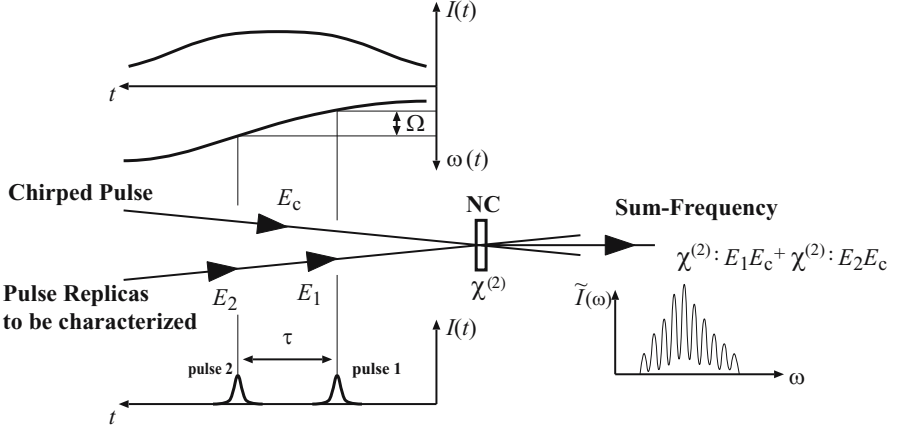 I(t)
t
Ω
ω(t)
Chirped Pulse
E_c
NC
Sum-Frequency
χ^(2): E_1E_c + χ^(2): E_2E_c
Pulse Replicas
to be characterized
E_2
E_1
χ^(2)
Ĩ(ω)
I(t)
τ
pulse 2
pulse 1
ω
t